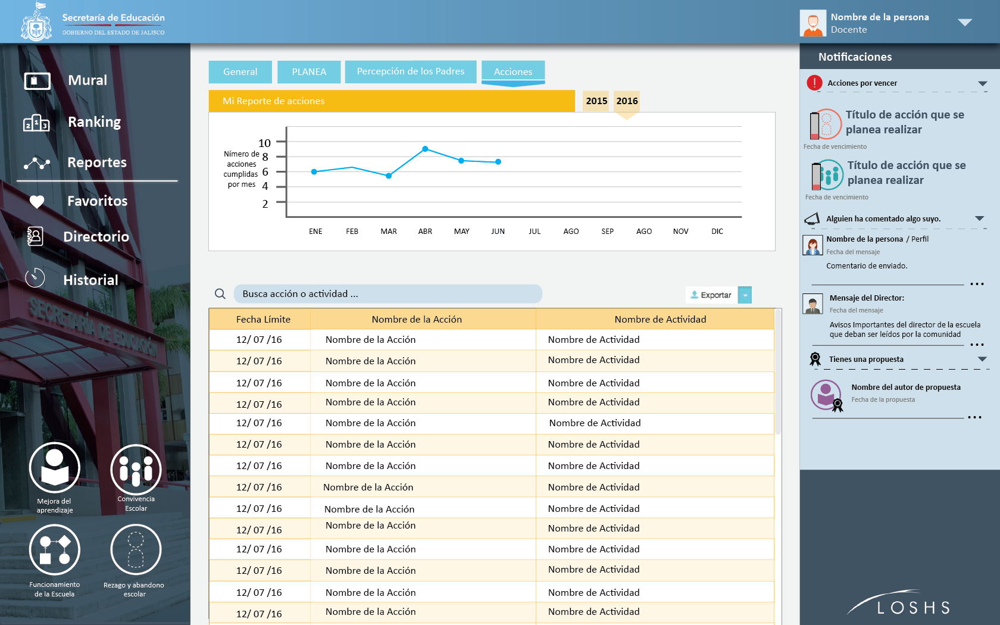 Secretaría de Educación
GOBIERNO DEL ESTADO DE JALISCO
Nombre de la persona
Docente
Mural
Ranking
2 1 3
Reportes
Favoritos
Directorio
Historial
SECRETARÍA DE EDUCACIÓN
Mejora del
aprendizaje
Convivencia
Escolar
Funcionamiento
de la Escuela
Rezago y abandono
escolar
General
PLANEA
Percepción de los Padres
Acciones
Mi Reporte de acciones
2015
2016
Nímero de
acciones
cumplidas
por mes
10
8
6
4
2
ENE FEB MAR ABR MAY JUN JUL AGO SEP AGO NOV DIC
Busca acción o actividad ...
Exportar
Fecha Límite Nombre de la Acción Nombre de Actividad
12/ 07 /16 Nombre de la Acción Nombre de Actividad
12/ 07 /16 Nombre de la Acción Nombre de Actividad
12/ 07 /16 Nombre de la Acción Nombre de Actividad
12/ 07 /16 Nombre de la Acción Nombre de Actividad
12/ 07 /16 Nombre de la Acción Nombre de Actividad
12/ 07 /16 Nombre de la Acción Nombre de Actividad
12/ 07 /16 Nombre de la Acción Nombre de Actividad
12/ 07 /16 Nombre de la Acción Nombre de Actividad
12/ 07 /16 Nombre de la Acción Nombre de Actividad
12/ 07 /16 Nombre de la Acción Nombre de Actividad
12/ 07 /16 Nombre de la Acción Nombre de Actividad
12/ 07 /16 Nombre de la Acción Nombre de Actividad
12/ 07 /16 Nombre de la Acción Nombre de Actividad
12/ 07 /16 Nombre de la Acción Nombre de Actividad
Notificaciones
Acciones por vencer
Título de acción que se
planea realizar
Fecha de vencimiento
Título de acción que se
planea realizar
Fecha de vencimiento
Alguien ha comentado algo suyo.
Nombre de la persona / Perfil
Fecha del mensaje
Comentario de enviado.
Mensaje del Director:
Fecha del mensaje
Avisos Importantes del director de la escuela
que deban ser leídos por la comunidad
Tienes una propuesta
Nombre del autor de propuesta
Fecha de la propuesta
LOSHS